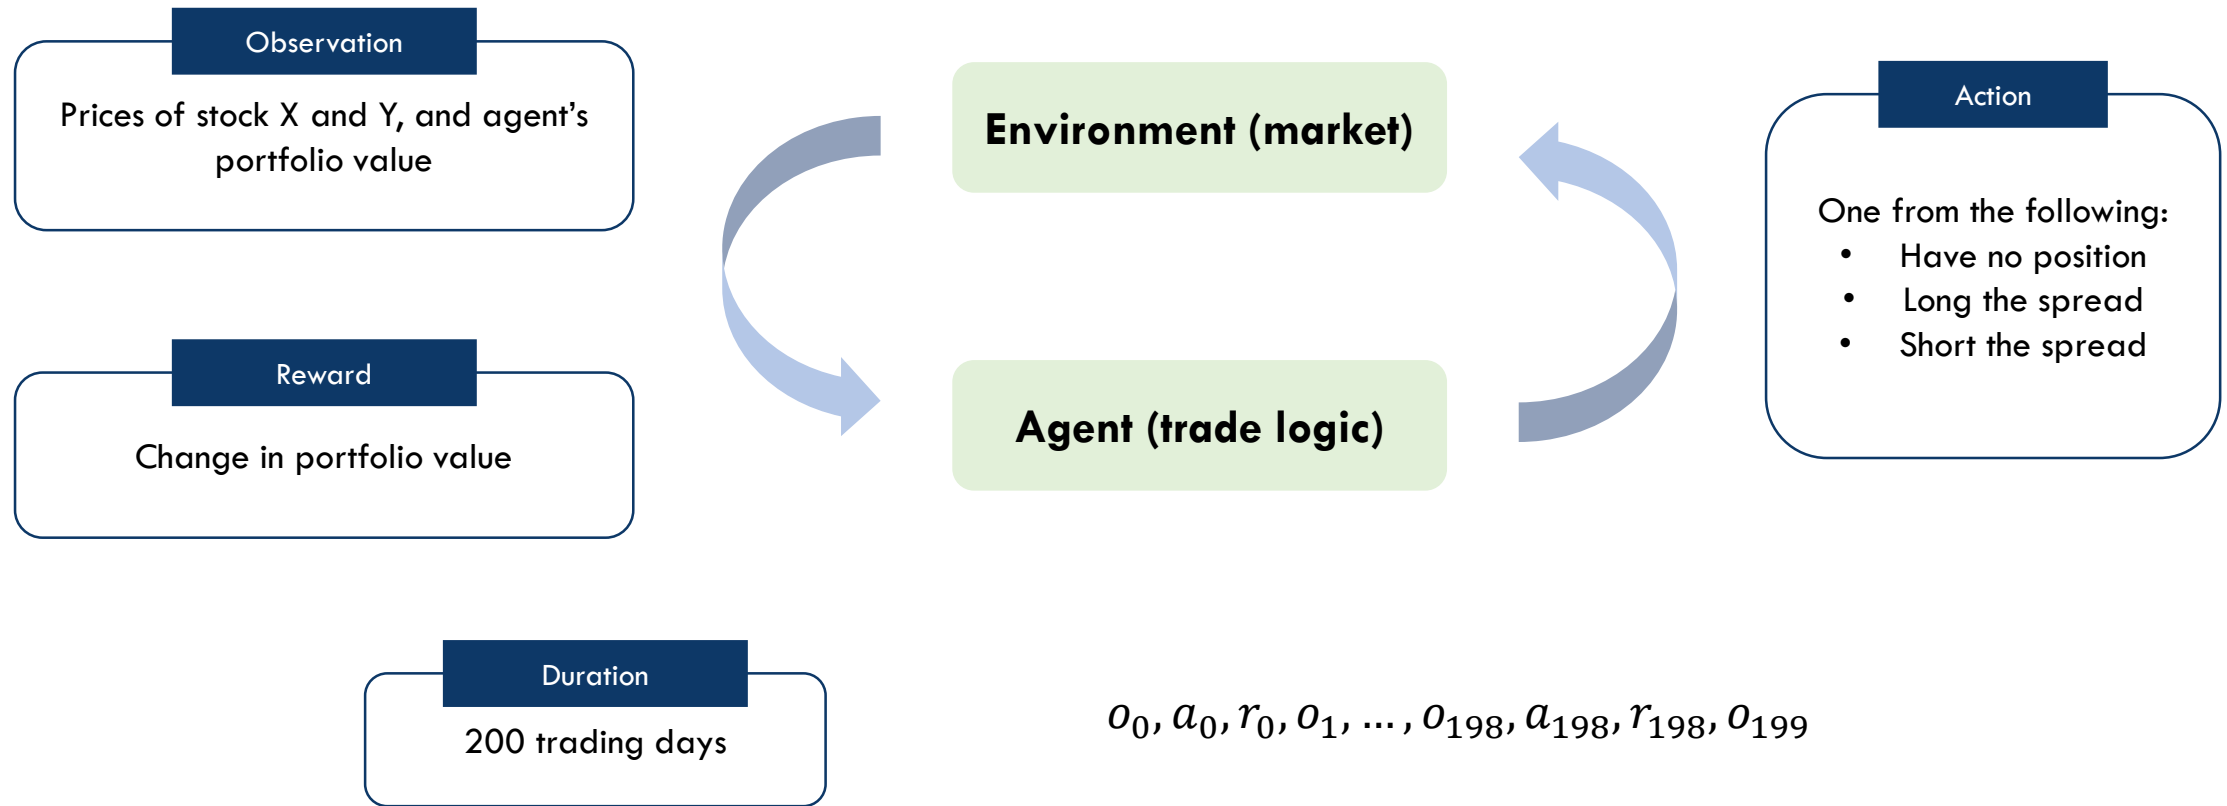 Observation
Prices of stock X and Y, and agent’s
portfolio value
Reward
Change in portfolio value
Environment (market)
Agent (trade logic)
Action
One from the following:
• Have no position
• Long the spread
• Short the spread
Duration
200 trading days
o₀, a₀, r₀, o₁, … , o₁₉₈, a₁₉₈, r₁₉₈, o₁₉₉